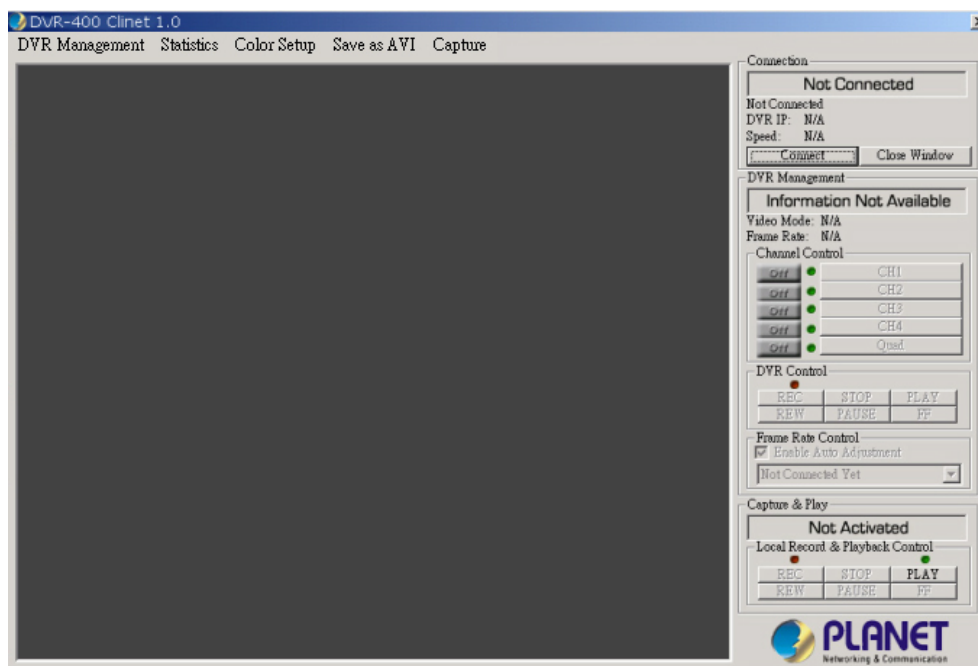 DVR-400 Clinet 1.0
DVR Management Statistics Color Setup Save as AVI Capture
Connection
Not Connected
Not Connected
DVR IP: N/A
Speed: N/A
Connect Close Window
DVR Management
Information Not Available
Video Mode: N/A
Frame Rate: N/A
Channel Control
Off CH1
Off CH2
Off CH3
Off CH4
Off Quad
DVR Control
REC STOP PLAY
REW PAUSE FF
Frame Rate Control
Enable Auto Adjustment
Not Connected Yet
Capture & Play
Not Activated
Local Record & Playback Control
REC STOP PLAY
REW PAUSE FF
PLANET
Networking & Communication